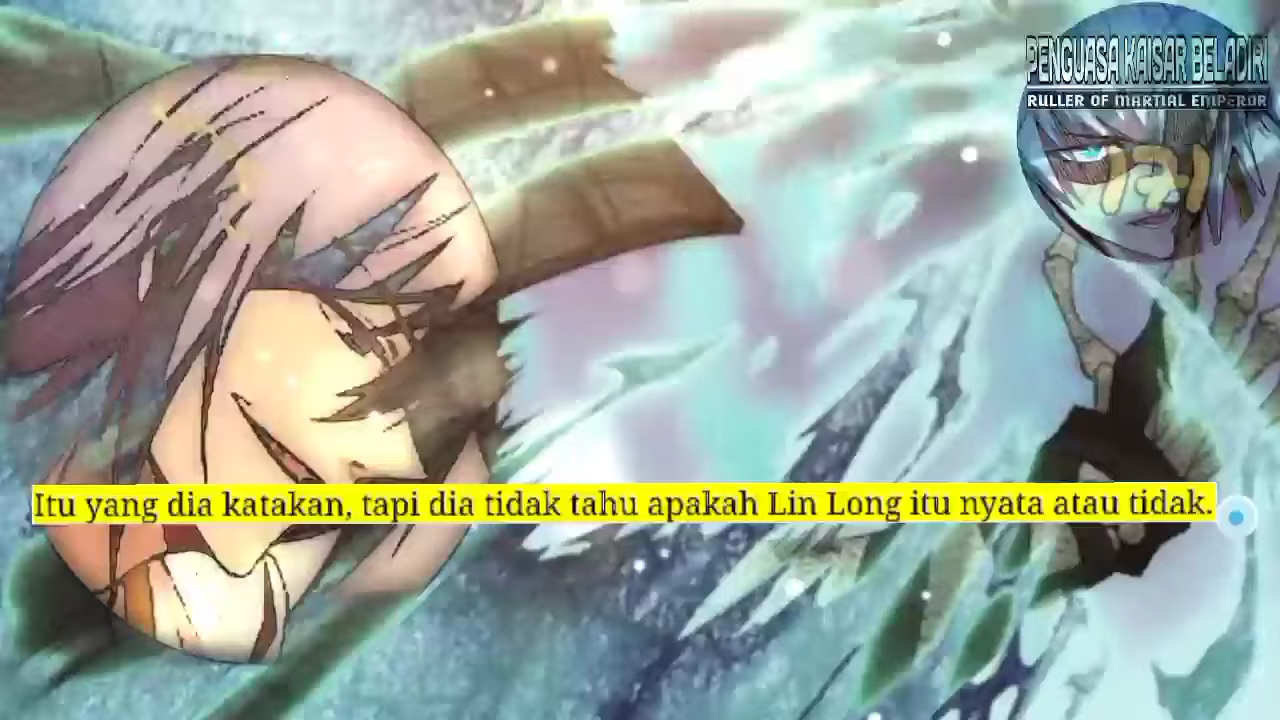 PENGUASA KAISAR BELADIRI
RULLER OF MARTIAL EMPEROR
171
Itu yang dia katakan, tapi dia tidak tahu apakah Lin Long itu nyata atau tidak.